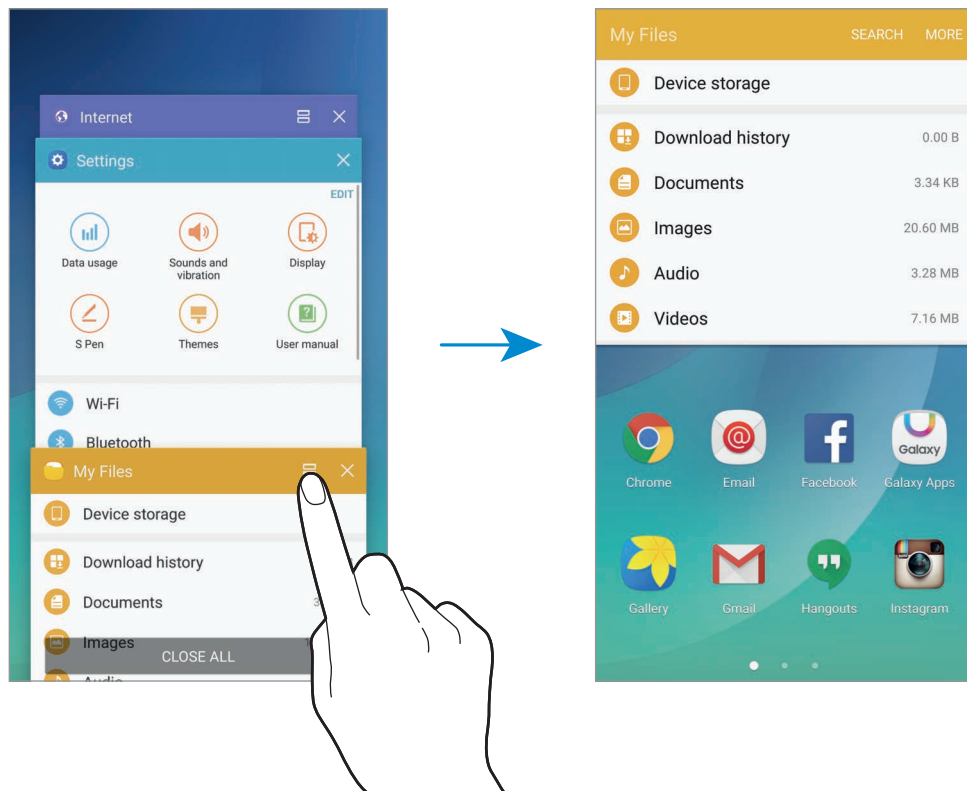 Internet
Settings
EDIT
Data usage
Sounds and
vibration
Display
S Pen
Themes
User manual
Wi-Fi
Bluetooth
My Files
Device storage
Download history
Documents
3
Images
1
CLOSE ALL
Audio
My Files
SEARCH MORE
Device storage
Download history 0.00 B
Documents 3.34 KB
Images 20.60 MB
Audio 3.28 MB
Videos 7.16 MB
Galaxy
Chrome Email Facebook Galaxy Apps
Gallery Gmail Hangouts Instagram